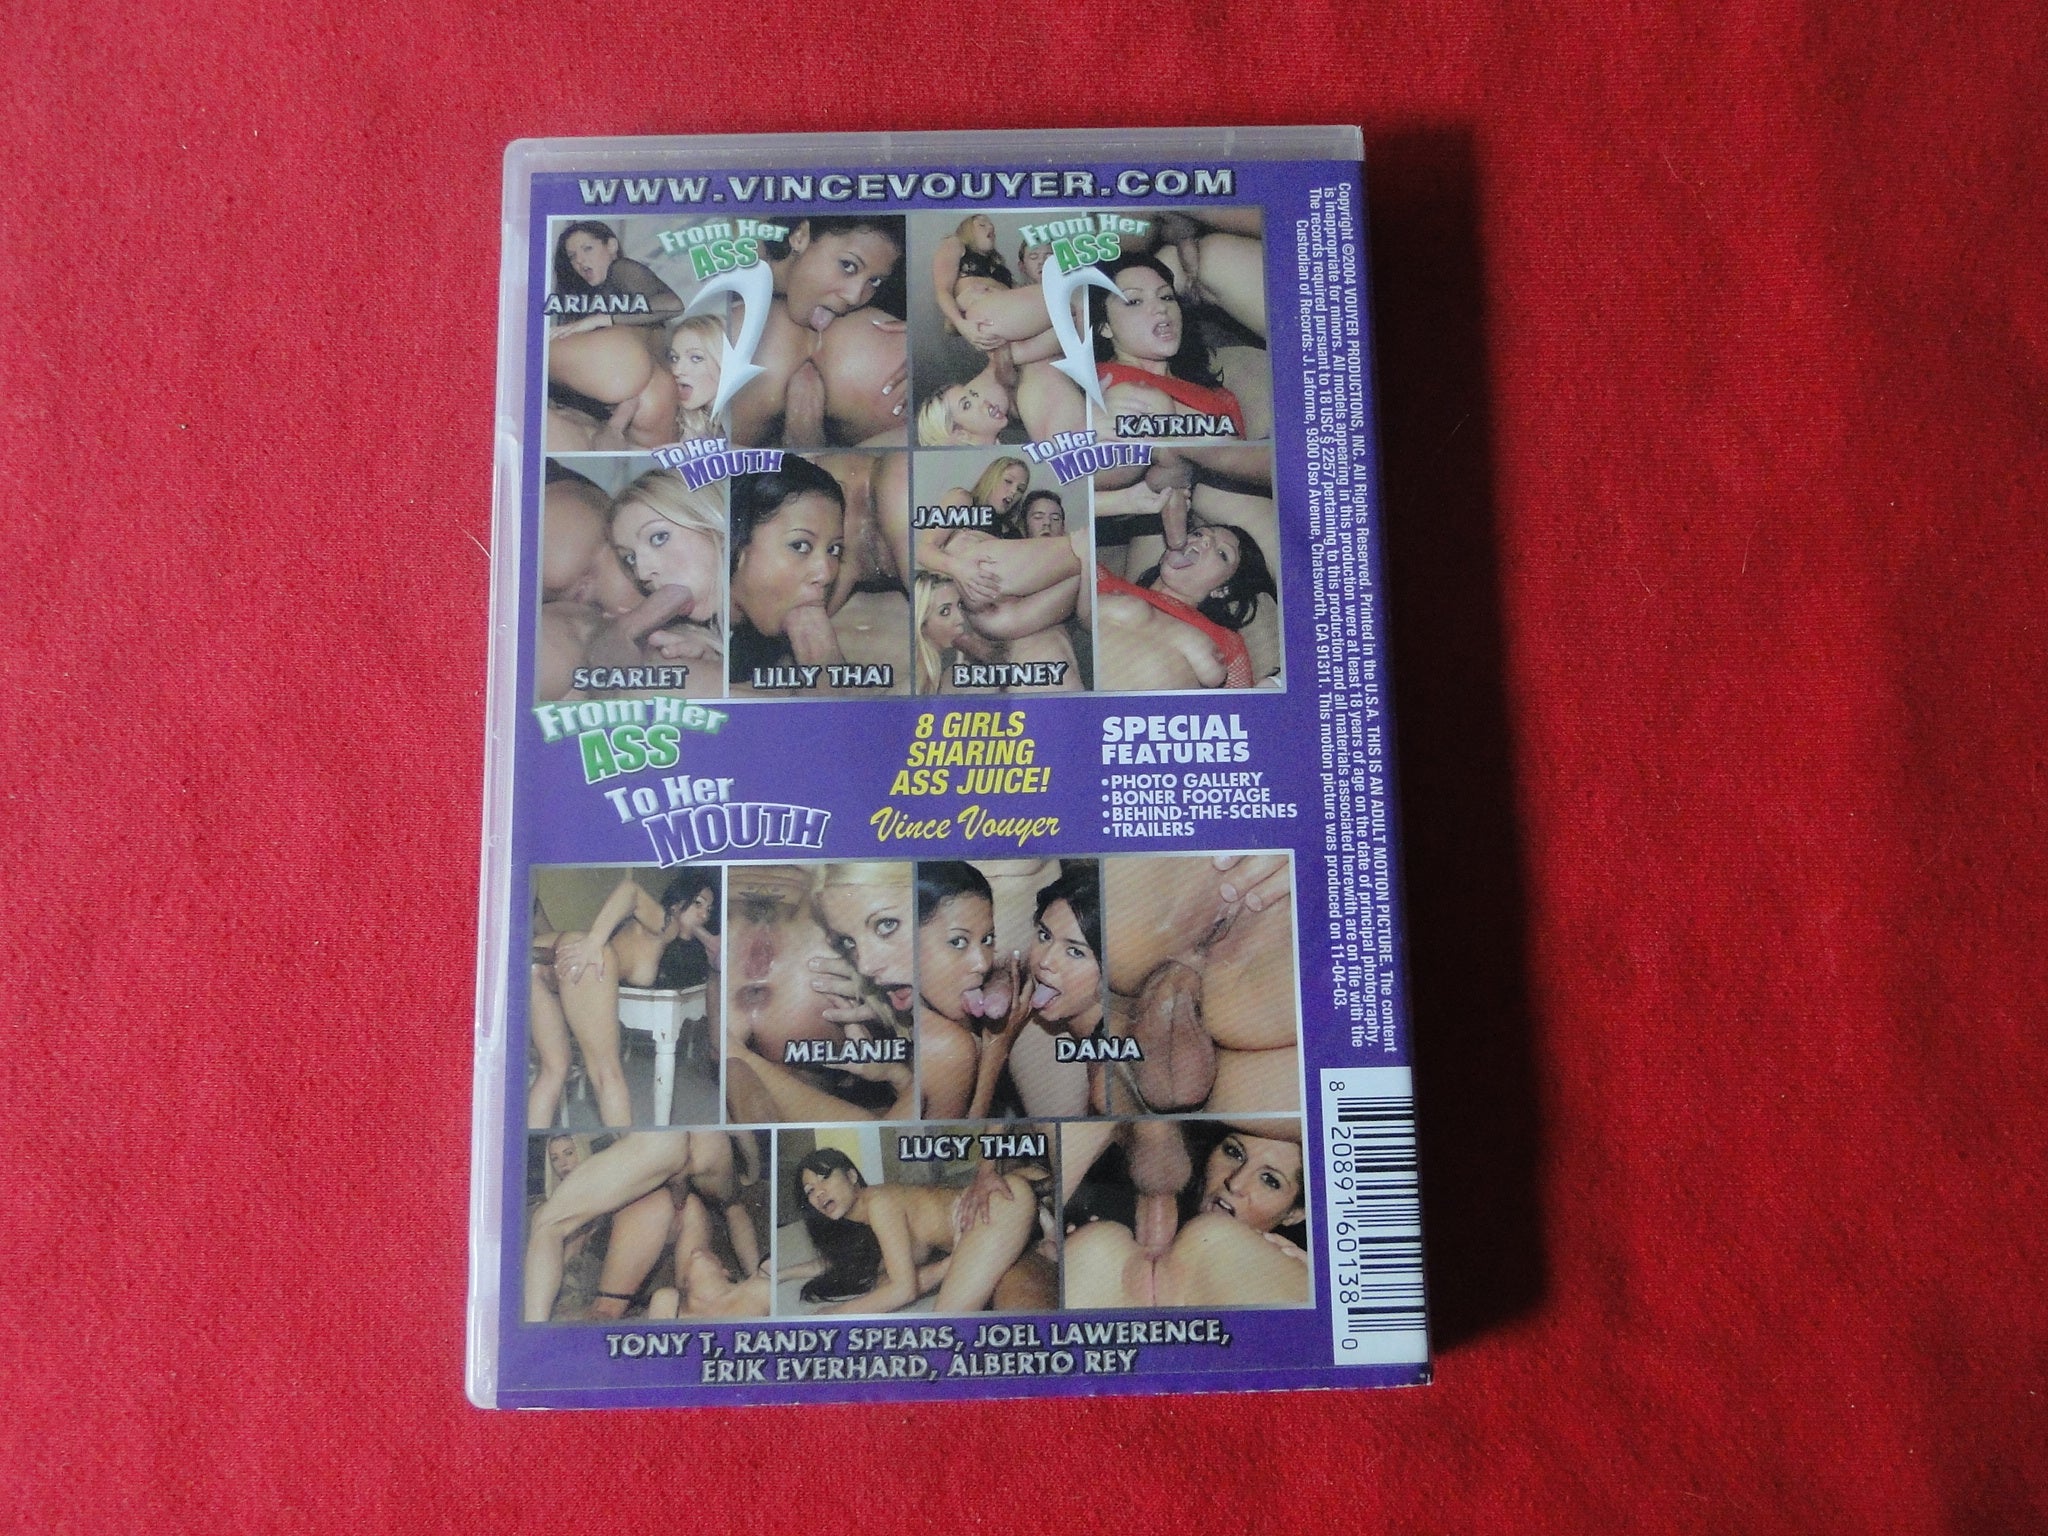 WWW.VINCEVOUYER.COM
From Her
ASS
To Her
MOUTH
From Her
ASS
To Her
MOUTH
ARIANA
KATRINA
JAMIE
SCARLET
LILLY THAI
BRITNEY
From Her
ASS
To Her
MOUTH
8 GIRLS
SHARING
ASS JUICE!
Vince Vouyer
SPECIAL
FEATURES
•PHOTO GALLERY
•BONER FOOTAGE
•BEHIND-THE-SCENES
•TRAILERS
MELANIE
DANA
LUCY THAI
TONY T, RANDY SPEARS, JOEL LAWERENCE,
ERIK EVERHARD, ALBERTO REY
Copyright ©2004 VOUYER PRODUCTIONS, INC. All Rights Reserved. Printed in the U.S.A. THIS IS AN ADULT MOTION PICTURE. The content
is inappropriate for minors. All models appearing in this production were at least 18 years of age on the date of principal photography.
The records required pursuant to 18 USC § 2257 pertaining to this production and all materials associated herewith are on file with the
Custodian of Records: J. Laforme, 9300 Oso Avenue, Chatsworth, CA 91311. This motion picture was produced on 11-04-03.
8 20891 60138 0